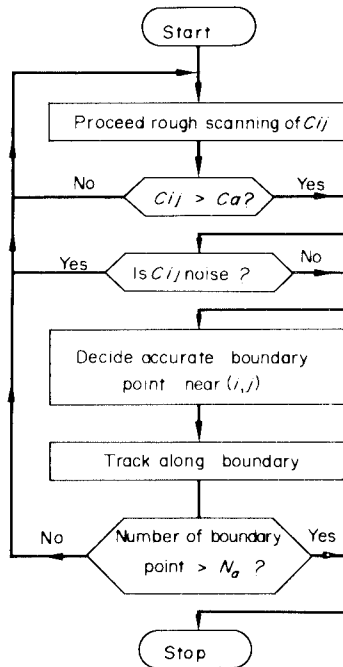 Start
Proceed rough scanning of Cij
No
Cij > Ca?
Yes
Yes
Is Cij noise ?
No
Decide accurate boundary
point near (i,j)
Track along boundary
No
Number of boundary
point > Na ?
Yes
Stop